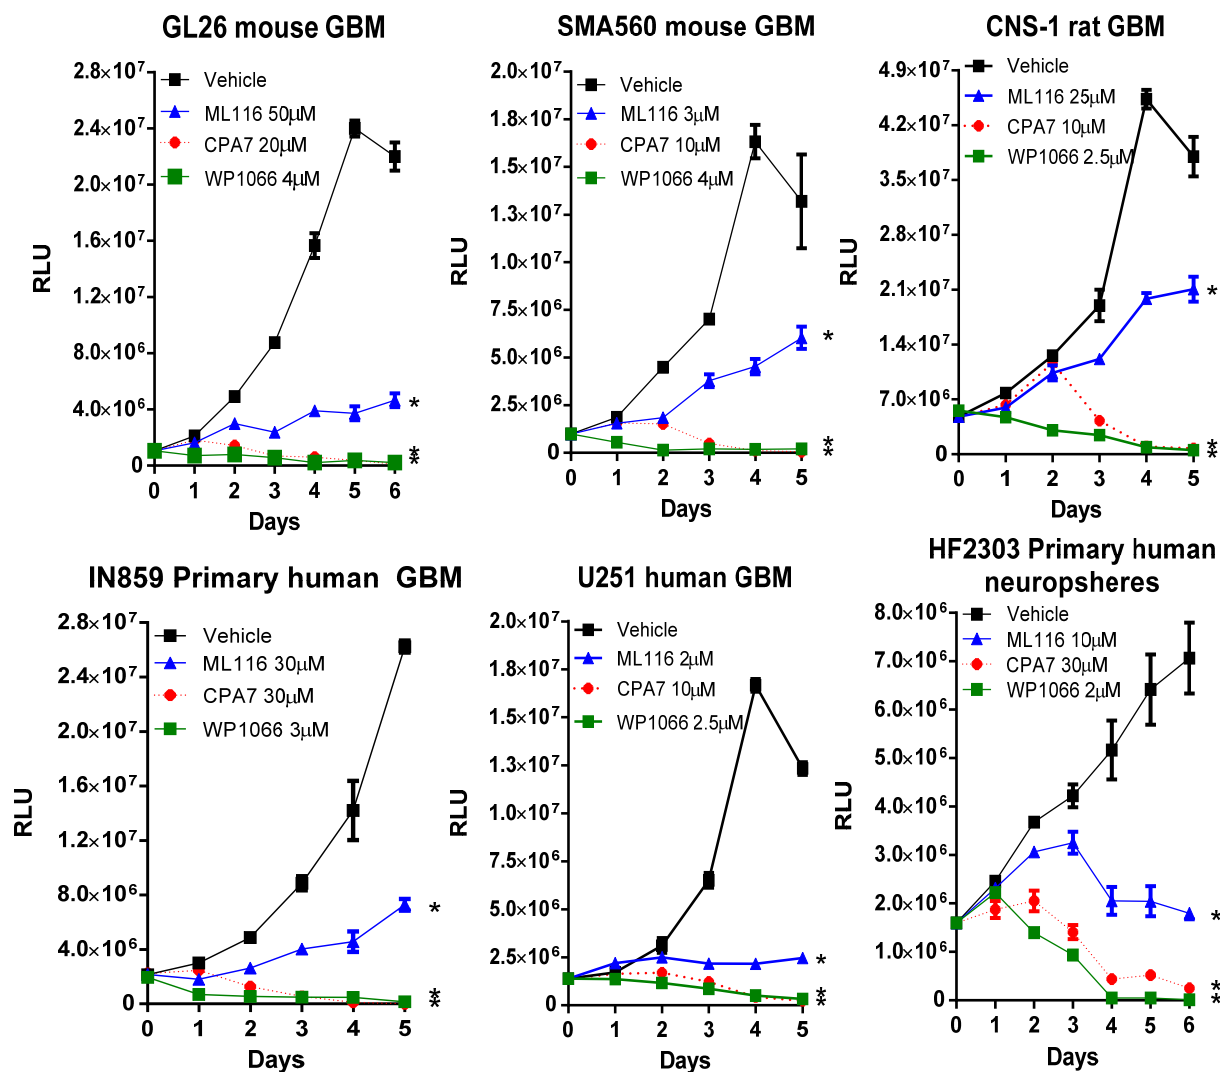 GL26 mouse GBM
2.8×10⁷
2.4×10⁷
2.0×10⁷
1.6×10⁷
1.2×10⁷
8.0×10⁶
4.0×10⁶
0
RLU
Vehicle
ML116 50μM
CPA7 20μM
WP1066 4μM
*
*
*
0 1 2 3 4 5 6
Days
SMA560 mouse GBM
2.0×10⁷
1.8×10⁷
1.5×10⁷
1.3×10⁷
1.0×10⁷
7.5×10⁶
5.0×10⁶
2.5×10⁶
0
RLU
Vehicle
ML116 3μM
CPA7 10μM
WP1066 4μM
*
*
*
0 1 2 3 4 5
Days
CNS-1 rat GBM
4.9×10⁷
4.2×10⁷
3.5×10⁷
2.8×10⁷
2.1×10⁷
1.4×10⁷
7.0×10⁶
0
RLU
Vehicle
ML116 25μM
CPA7 10μM
WP1066 2.5μM
*
*
*
0 1 2 3 4 5
Days
IN859 Primary human GBM
2.8×10⁷
2.4×10⁷
2.0×10⁷
1.6×10⁷
1.2×10⁷
8.0×10⁶
4.0×10⁶
0
RLU
Vehicle
ML116 30μM
CPA7 30μM
WP1066 3μM
*
*
*
0 1 2 3 4 5
Days
U251 human GBM
2.0×10⁷
1.8×10⁷
1.5×10⁷
1.3×10⁷
1.0×10⁷
7.5×10⁶
5.0×10⁶
2.5×10⁶
0
RLU
Vehicle
ML116 2μM
CPA7 10μM
WP1066 2.5μM
*
*
*
0 1 2 3 4 5
Days
HF2303 Primary human
neuropsheres
8.0×10⁶
7.0×10⁶
6.0×10⁶
5.0×10⁶
4.0×10⁶
3.0×10⁶
2.0×10⁶
1.0×10⁶
0
RLU
Vehicle
ML116 10μM
CPA7 30μM
WP1066 2μM
*
*
*
0 1 2 3 4 5 6
Days